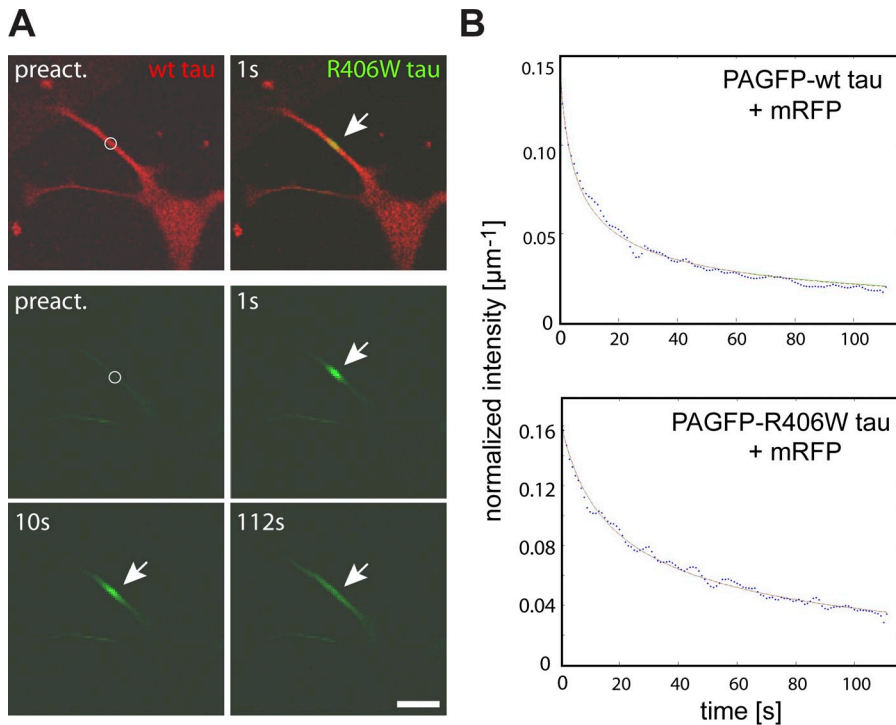 A
preact.
wt tau
1s
R406W tau
preact.
1s
10s
112s
B
normalized intensity [µm-1]
PAGFP-wt tau
+ mRFP
0.15
0.10
0.05
0
0 20 40 60 80 100
PAGFP-R406W tau
+ mRFP
0.16
0.12
0.08
0.04
0
0 20 40 60 80 100
time [s]